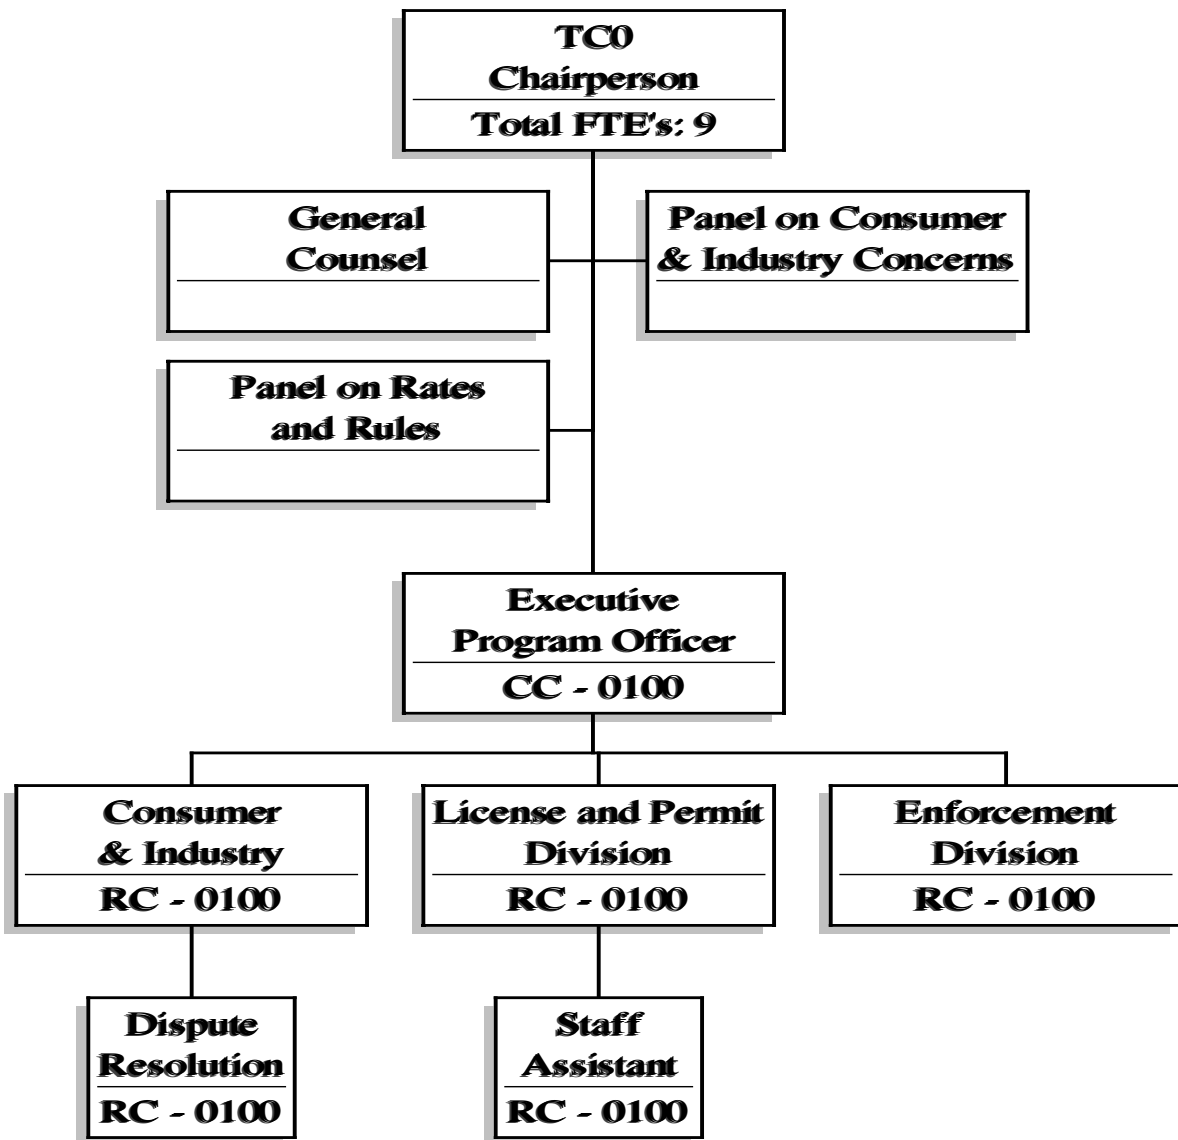 TC0
Chairperson
Total FTE's: 9
General
Counsel
Panel on Consumer
& Industry Concerns
Panel on Rates
and Rules
Executive
Program Officer
CC - 0100
Consumer
& Industry
RC - 0100
License and Permit
Division
RC - 0100
Enforcement
Division
RC - 0100
Dispute
Resolution
RC - 0100
Staff
Assistant
RC - 0100